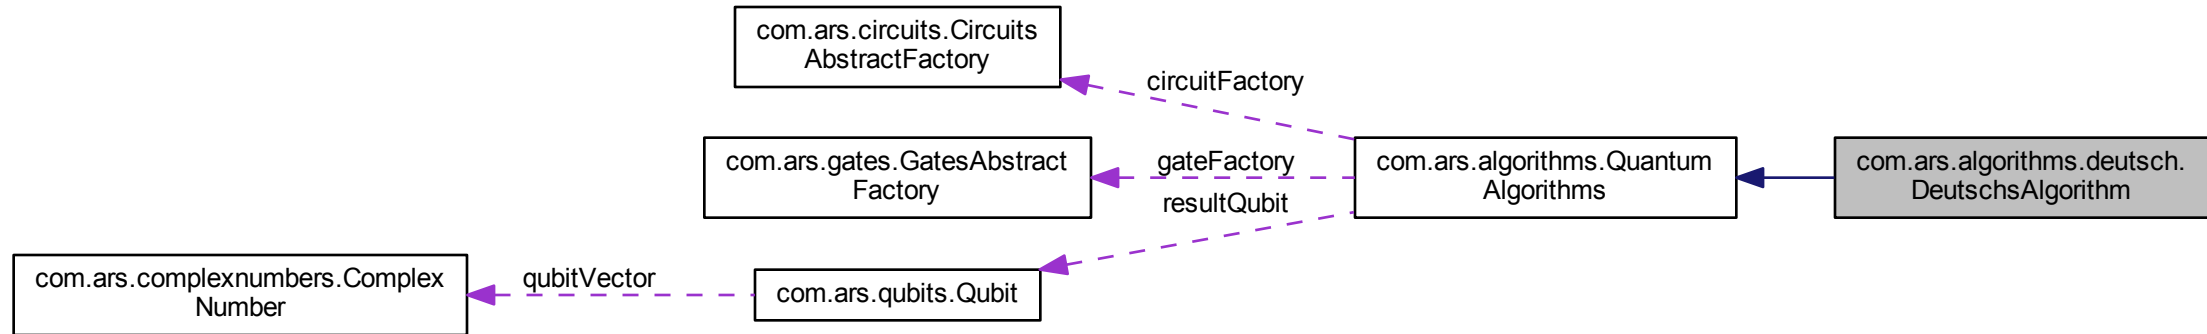 com.ars.circuits.Circuits
AbstractFactory
circuitFactory
com.ars.gates.GatesAbstract
Factory
gateFactory
com.ars.algorithms.Quantum
Algorithms
com.ars.algorithms.deutsch.
DeutschsAlgorithm
resultQubit
com.ars.complexnumbers.Complex
Number
qubitVector
com.ars.qubits.Qubit